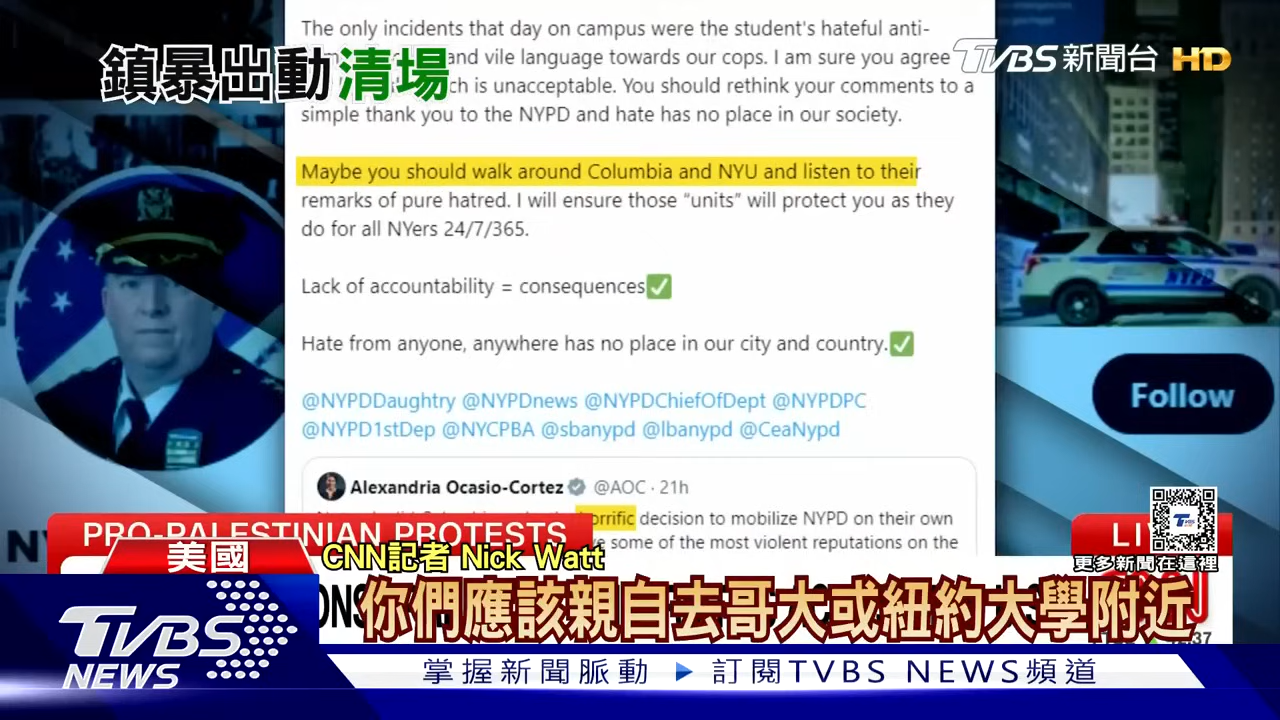 The only incidents that day on campus were the student's hateful anti-
鎮暴出動清場
and vile language towards our cops. I am sure you agree
TVBS新聞台 HD
is unacceptable. You should rethink your comments to a
simple thank you to the NYPD and hate has no place in our society.
Maybe you should walk around Columbia and NYU and listen to their
remarks of pure hatred. I will ensure those “units” will protect you as they
do for all NYers 24/7/365.
NYPD
Lack of accountability = consequences✅
Hate from anyone, anywhere has no place in our city and country.✅
Follow
@NYPDDaughtry @NYPDnews @NYPDChiefOfDept @NYPDPC
@NYPD1stDep @NYCPBA @sbanypd @lbanypd @CeaNypd
Alexandria Ocasio-Cortez @AOC · 21h
horrific decision to mobilize NYPD on their own
some of the most violent reputations on the
PRO-PALESTINIAN PROTESTS
美國
CNN記者 Nick Watt
TVBS
更多新聞在這裡
你們應該親自去哥大或紐約大學附近
TVBS
NEWS
掌握新聞脈動 ▶ 訂閱TVBS NEWS頻道